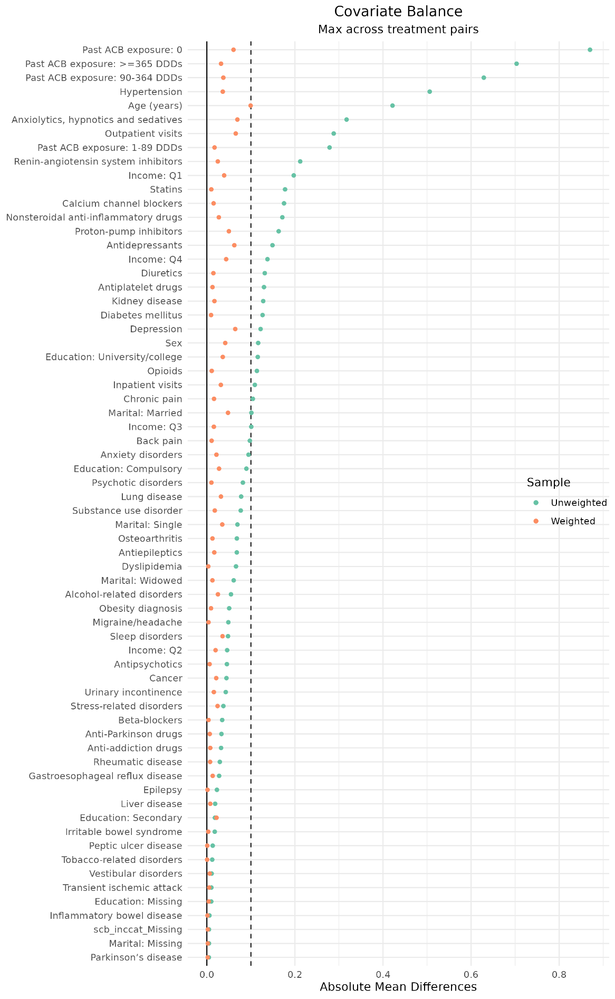 Covariate Balance
Max across treatment pairs
Past ACB exposure: 0
Past ACB exposure: >=365 DDDs
Past ACB exposure: 90-364 DDDs
Hypertension
Age (years)
Anxiolytics, hypnotics and sedatives
Outpatient visits
Past ACB exposure: 1-89 DDDs
Renin-angiotensin system inhibitors
Income: Q1
Statins
Calcium channel blockers
Nonsteroidal anti-inflammatory drugs
Proton-pump inhibitors
Antidepressants
Income: Q4
Diuretics
Antiplatelet drugs
Kidney disease
Diabetes mellitus
Depression
Sex
Education: University/college
Opioids
Inpatient visits
Chronic pain
Marital: Married
Income: Q3
Back pain
Anxiety disorders
Education: Compulsory
Psychotic disorders
Lung disease
Substance use disorder
Marital: Single
Osteoarthritis
Antiepileptics
Dyslipidemia
Marital: Widowed
Alcohol-related disorders
Obesity diagnosis
Migraine/headache
Sleep disorders
Income: Q2
Antipsychotics
Cancer
Urinary incontinence
Stress-related disorders
Beta-blockers
Anti-Parkinson drugs
Anti-addiction drugs
Rheumatic disease
Gastroesophageal reflux disease
Epilepsy
Liver disease
Education: Secondary
Irritable bowel syndrome
Peptic ulcer disease
Tobacco-related disorders
Vestibular disorders
Transient ischemic attack
Education: Missing
Inflammatory bowel disease
scb_inccat_Missing
Marital: Missing
Parkinson’s disease
Sample
Unweighted
Weighted
0.0 0.2 0.4 0.6 0.8
Absolute Mean Differences